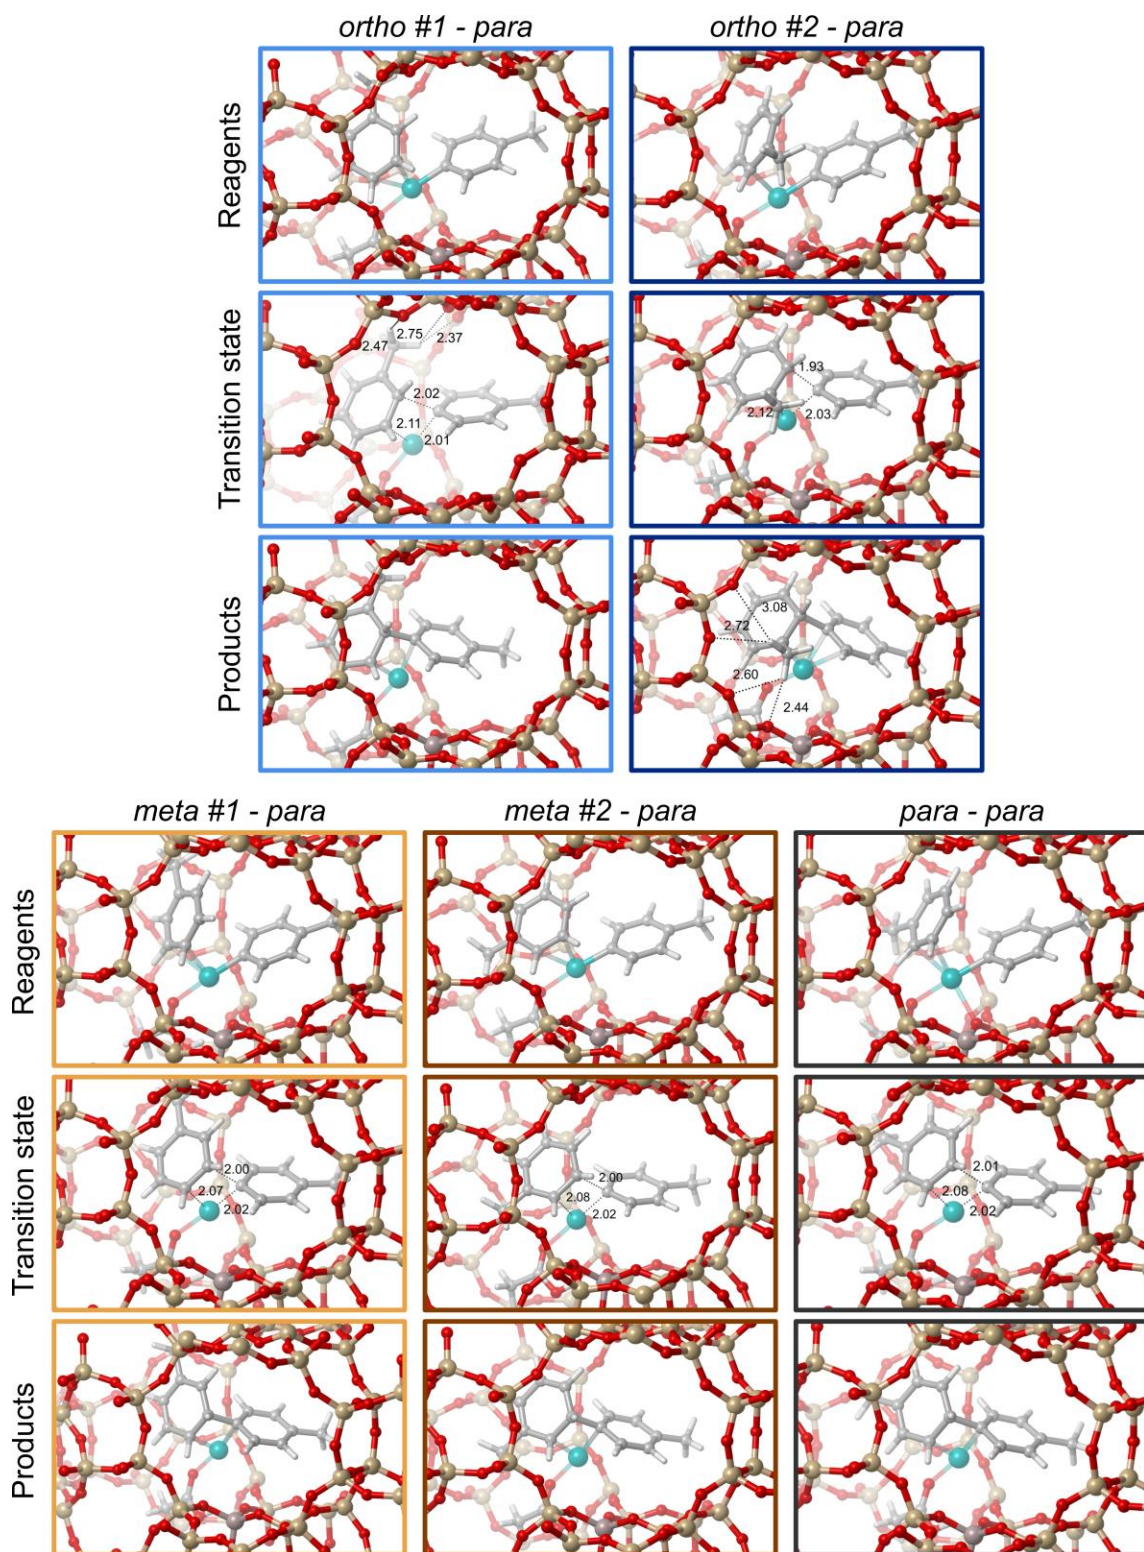 ortho #1 - para
ortho #2 - para
Reagents
Transition state
2.75
2.37
2.47
2.02
2.11
2.01
1.93
2.12
2.03
Products
3.08
2.72
2.60
2.44
meta #1 - para
meta #2 - para
para - para
Reagents
Transition state
2.00
2.07
2.02
2.00
2.08
2.02
2.01
2.08
2.02
Products